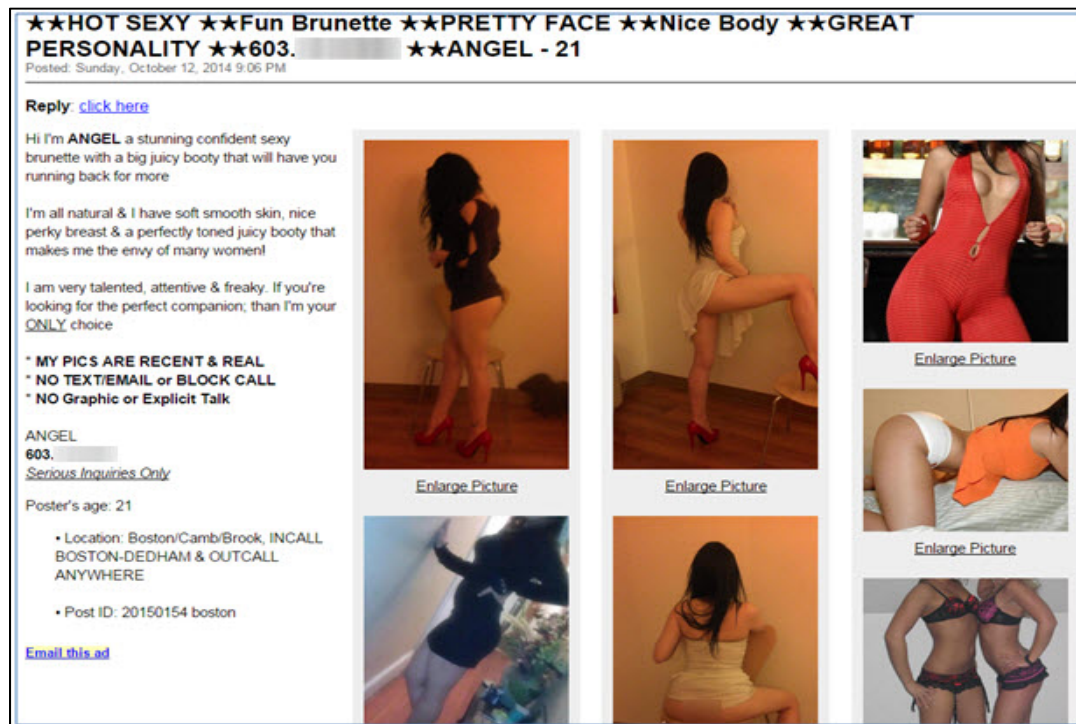 ★★HOT SEXY ★★Fun Brunette ★★PRETTY FACE ★★Nice Body ★★GREAT
PERSONALITY ★★603. ★★ANGEL - 21
Posted: Sunday, October 12, 2014 9:06 PM
Reply: click here
Hi I'm ANGEL a stunning confident sexy
brunette with a big juicy booty that will have you
running back for more
I'm all natural & I have soft smooth skin, nice
perky breast & a perfectly toned juicy booty that
makes me the envy of many women!
I am very talented, attentive & freaky. If you're
looking for the perfect companion; than I'm your
ONLY choice
* MY PICS ARE RECENT & REAL
* NO TEXT/EMAIL or BLOCK CALL
* NO Graphic or Explicit Talk
ANGEL
603.
Serious Inquiries Only
Poster's age: 21
• Location: Boston/Camb/Brook, INCALL
BOSTON-DEDHAM & OUTCALL
ANYWHERE
• Post ID: 20150154 boston
Email this ad
Enlarge Picture
Enlarge Picture
Enlarge Picture
Enlarge Picture